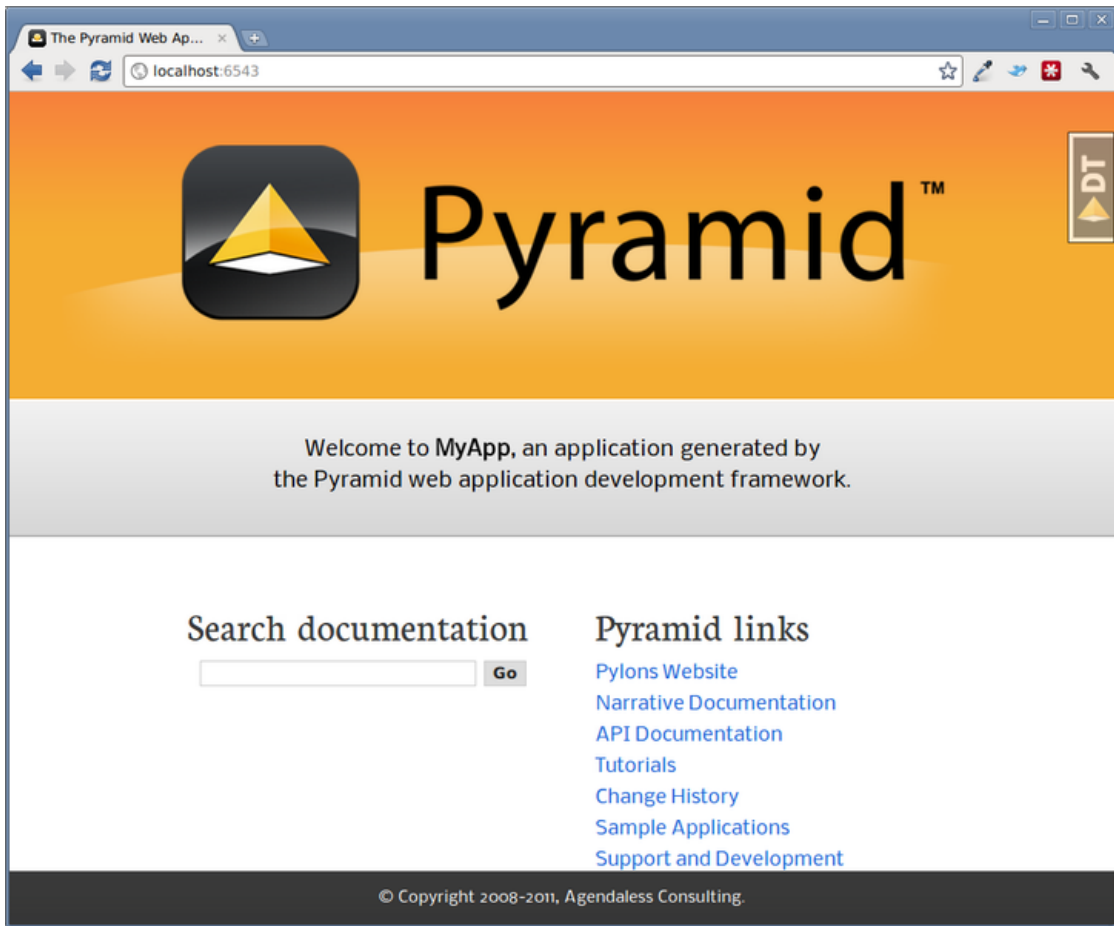 The Pyramid Web Ap...
localhost:6543
DT
Pyramid™
Welcome to MyApp, an application generated by
the Pyramid web application development framework.
Search documentation
Go
Pyramid links
Pylons Website
Narrative Documentation
API Documentation
Tutorials
Change History
Sample Applications
Support and Development
© Copyright 2008-2011, Agendaless Consulting.